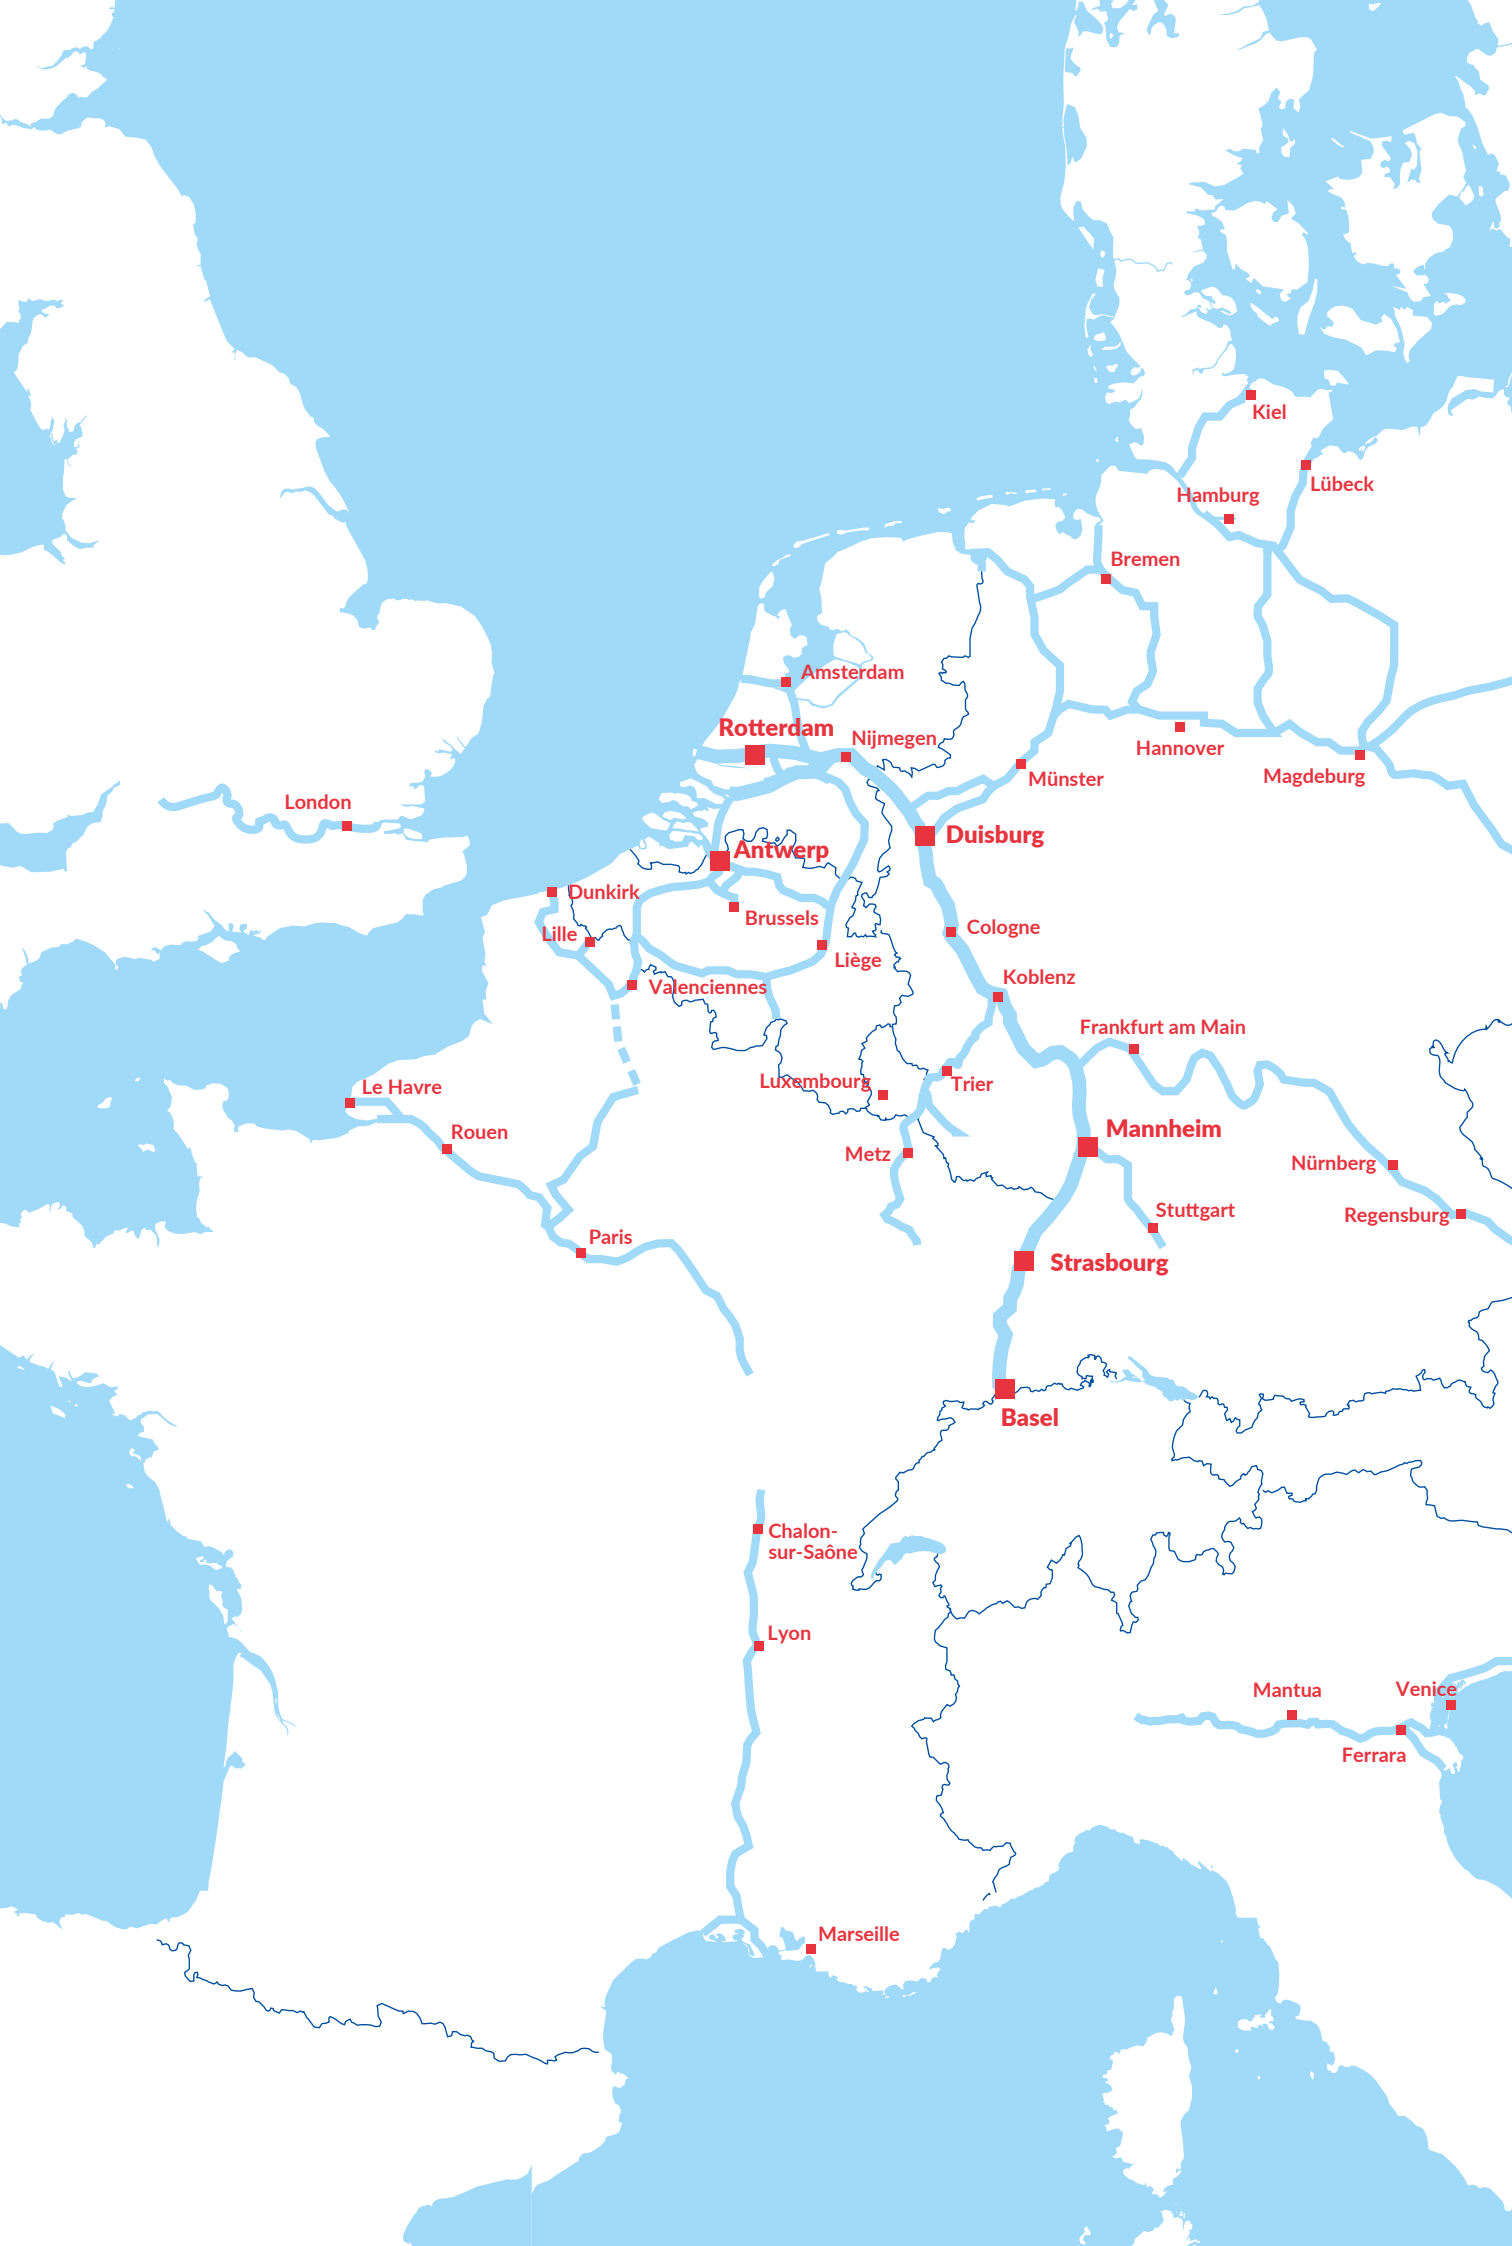 Kiel
Lübeck
Hamburg
Bremen
Amsterdam
Rotterdam
Nijmegen
Hannover
Münster
Magdeburg
London
Duisburg
Antwerp
Dunkirk
Brussels
Cologne
Lille
Liège
Koblenz
Valenciennes
Frankfurt am Main
Luxembourg
Trier
Le Havre
Rouen
Mannheim
Metz
Nürnberg
Stuttgart
Regensburg
Paris
Strasbourg
Basel
Chalon-
sur-Saône
Lyon
Mantua
Venice
Ferrara
Marseille